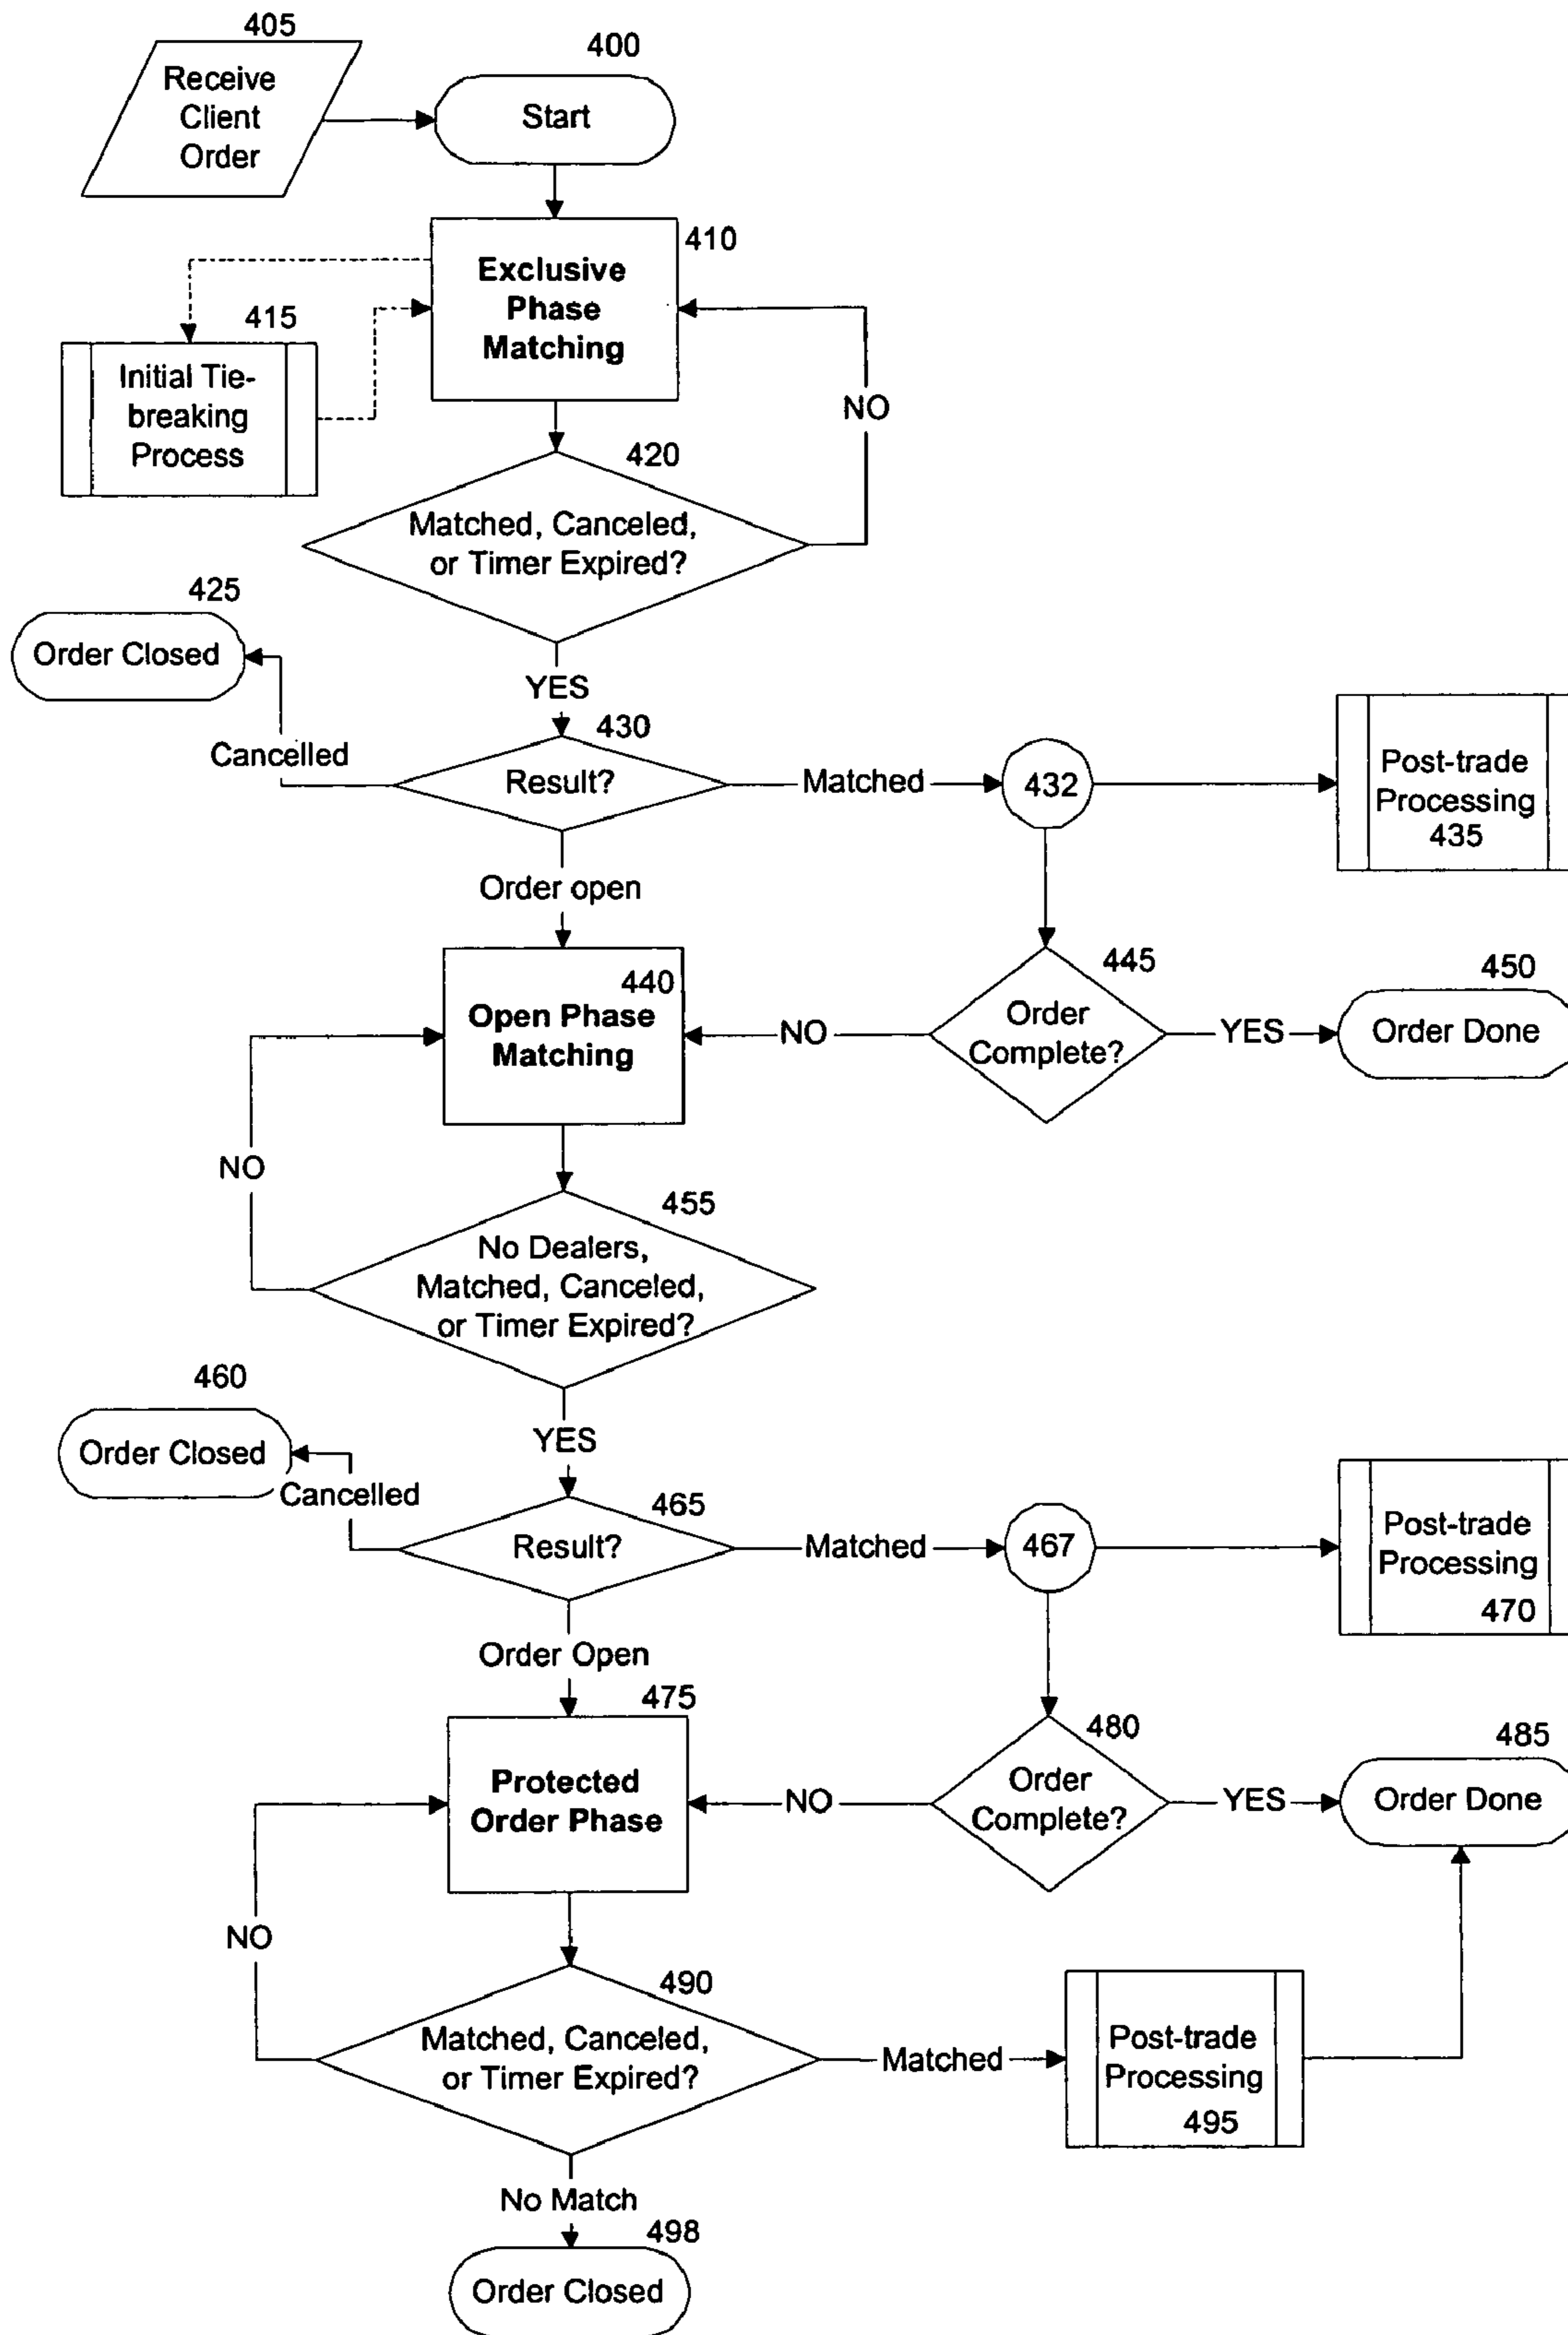 405
400
Receive
Client
Order
Start
410
Exclusive
Phase
Matching
415
Initial Tie-
breaking
Process
NO
420
Matched, Canceled,
or Timer Expired?
425
Order Closed
YES
430
Cancelled
Result?
Matched
432
Post-trade
Processing
435
Order open
440
Open Phase
Matching
NO
445
Order
Complete?
YES
450
Order Done
NO
455
No Dealers,
Matched, Canceled,
or Timer Expired?
460
Order Closed
YES
Cancelled
465
Result?
Matched
467
Post-trade
Processing
470
Order Open
475
Protected
Order Phase
NO
480
Order
Complete?
YES
485
Order Done
NO
490
Matched, Canceled,
or Timer Expired?
Matched
Post-trade
Processing
495
No Match
498
Order Closed